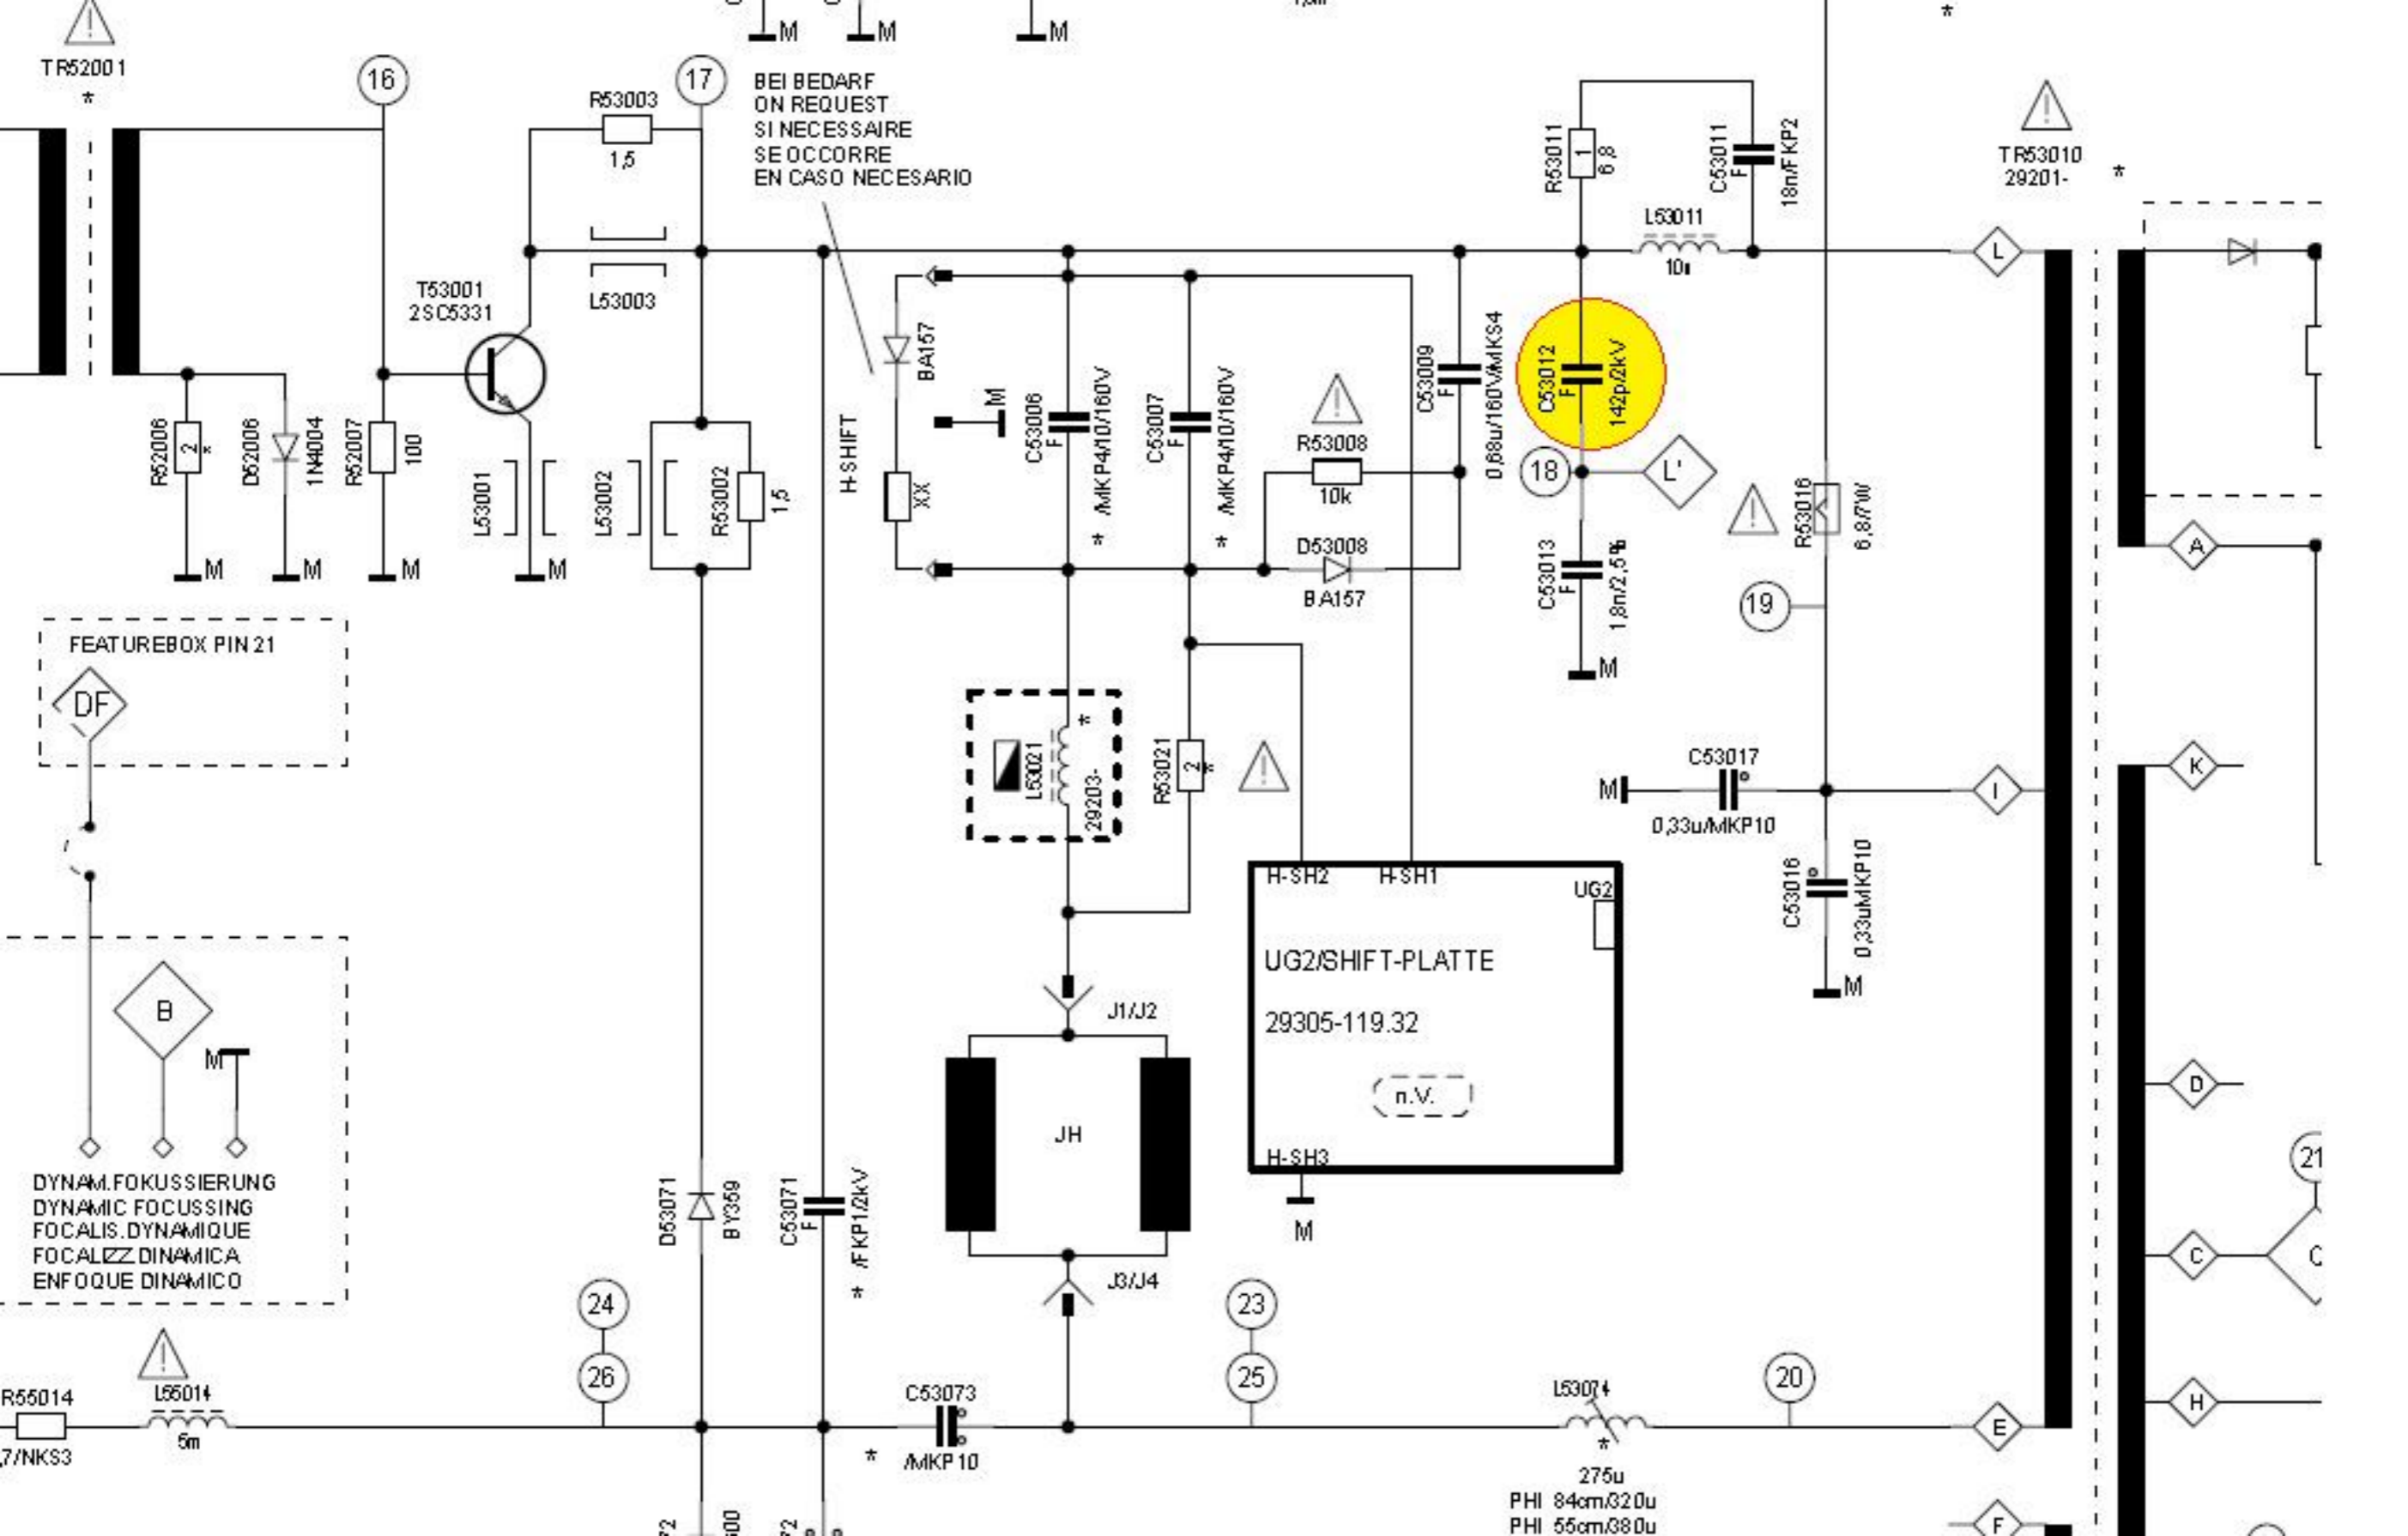 M
M
M
*
TR52001
*
16
R53003
1,5
17
BEI BEDARF
ON REQUEST
SI NECESSAIRE
SE OCCORRE
EN CASO NECESARIO
R53011
1
6,8
C53011
F
18n/FKP2
TR53010
29201-
*
L53011
10u
L
L53003
T53001
2SC5331
BA157
M
H-SHIFT
XX
C53006
F
* /MKP4/10/160V
C53007
F
* /MKP4/10/160V
C53009
F
0,68u/160V/MKS4
C53012
F
142p/2kV
R53008
10k
18
L'
R52006
2
*
D52006
1N4004
R52007
100
L53001
L53002
R53002
1,5
R53016
6,8/7W
A
M
M
M
M
D53008
BA157
C53013
F
1,8n/2,5%
19
M
FEATUREBOX PIN 21
DF
L53021
*
29203-
R53021
2
*
C53017
M
0,33u/MKP10
I
K
H-SH2
H-SH1
UG2
C53016
0,33uMKP10
M
UG2/SHIFT-PLATTE
29305-119.32
n.V.
H-SH3
M
B
M
J1/J2
JH
J3/J4
D
C
21
DYNAM.FOKUSSIERUNG
DYNAMIC FOCUSSING
FOCALIS.DYNAMIQUE
FOCALIZZ.DINAMICA
ENFOQUE DINAMICO
D53071
BY359
C53071
F
* /FKP1/2kV
24
26
23
25
20
R55014
,7/NKS3
L55014
5m
C53073
* /MKP10
L53074
*
275u
PHI 84cm/320u
PHI 55cm/380u
E
H
F